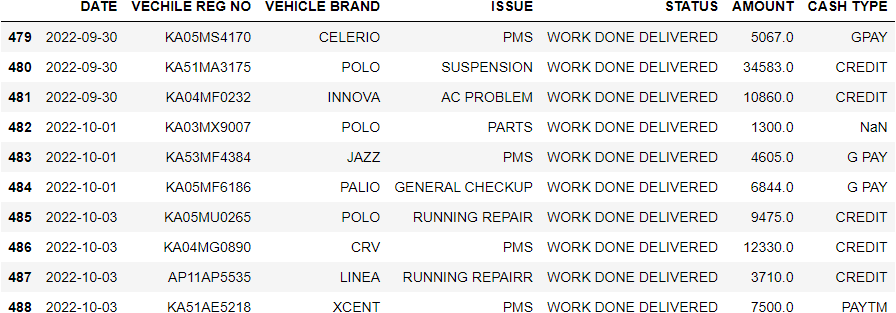 DATE VECHILE REG NO VEHICLE BRAND ISSUE STATUS AMOUNT CASH TYPE
479 2022-09-30 KA05MS4170 CELERIO PMS WORK DONE DELIVERED 5067.0 GPAY
480 2022-09-30 KA51MA3175 POLO SUSPENSION WORK DONE DELIVERED 34583.0 CREDIT
481 2022-09-30 KA04MF0232 INNOVA AC PROBLEM WORK DONE DELIVERED 10860.0 CREDIT
482 2022-10-01 KA03MX9007 POLO PARTS WORK DONE DELIVERED 1300.0 NaN
483 2022-10-01 KA53MF4384 JAZZ PMS WORK DONE DELIVERED 4605.0 G PAY
484 2022-10-01 KA05MF6186 PALIO GENERAL CHECKUP WORK DONE DELIVERED 6844.0 G PAY
485 2022-10-03 KA05MU0265 POLO RUNNING REPAIR WORK DONE DELIVERED 9475.0 CREDIT
486 2022-10-03 KA04MG0890 CRV PMS WORK DONE DELIVERED 12330.0 CREDIT
487 2022-10-03 AP11AP5535 LINEA RUNNING REPAIRR WORK DONE DELIVERED 3710.0 CREDIT
488 2022-10-03 KA51AE5218 XCENT PMS WORK DONE DELIVERED 7500.0 PAYTM